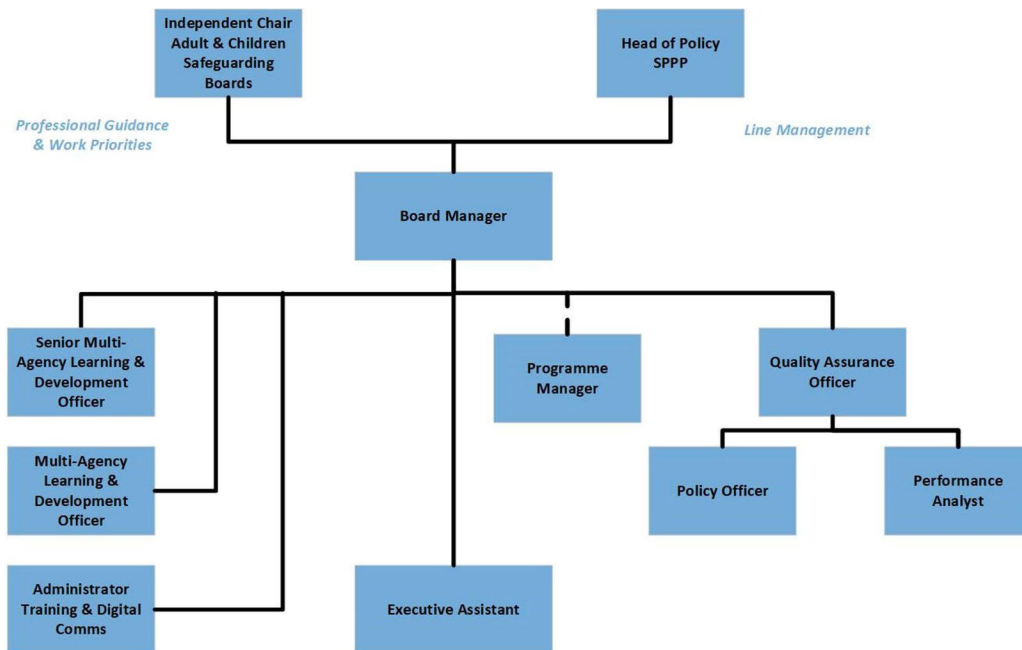 Independent Chair
Adult & Children
Safeguarding
Boards
Head of Policy
SPPP
Professional Guidance
& Work Priorities
Line Management
Board Manager
Senior Multi-
Agency Learning &
Development
Officer
Programme
Manager
Quality Assurance
Officer
Multi-Agency
Learning &
Development
Officer
Policy Officer
Performance
Analyst
Administrator
Training & Digital
Comms
Executive Assistant